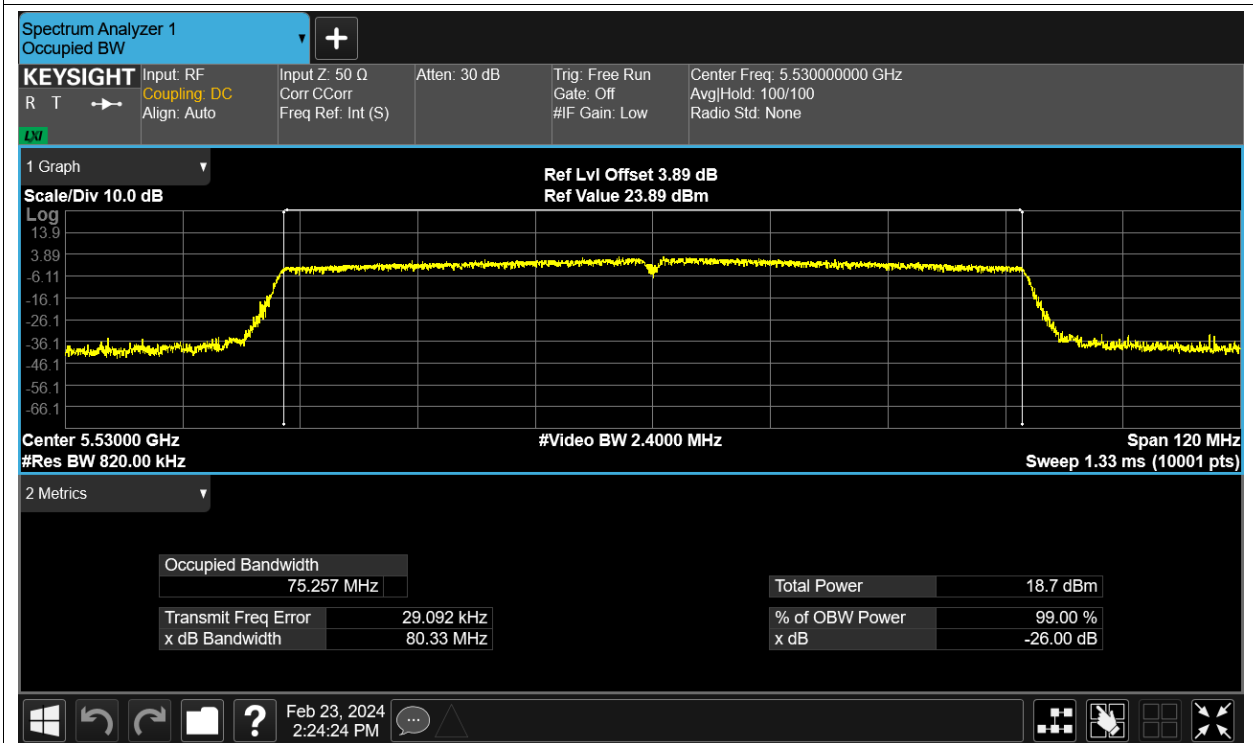 Spectrum Analyzer 1
Occupied BW
KEYSIGHT
R T
LXI
Input: RF
Coupling: DC
Align: Auto
Input Z: 50 Ω
Corr CCorr
Freq Ref: Int (S)
Atten: 30 dB
Trig: Free Run
Gate: Off
#IF Gain: Low
Center Freq: 5.530000000 GHz
Avg|Hold: 100/100
Radio Std: None
1 Graph
Scale/Div 10.0 dB
Ref Lvl Offset 3.89 dB
Ref Value 23.89 dBm
Log
13.9
3.89
-6.11
-16.1
-26.1
-36.1
-46.1
-56.1
-66.1
Center 5.53000 GHz
#Res BW 820.00 kHz
#Video BW 2.4000 MHz
Span 120 MHz
Sweep 1.33 ms (10001 pts)
2 Metrics
Occupied Bandwidth
75.257 MHz
Transmit Freq Error 29.092 kHz
x dB Bandwidth 80.33 MHz
Total Power 18.7 dBm
% of OBW Power 99.00 %
x dB -26.00 dB
?
Feb 23, 2024
2:24:24 PM